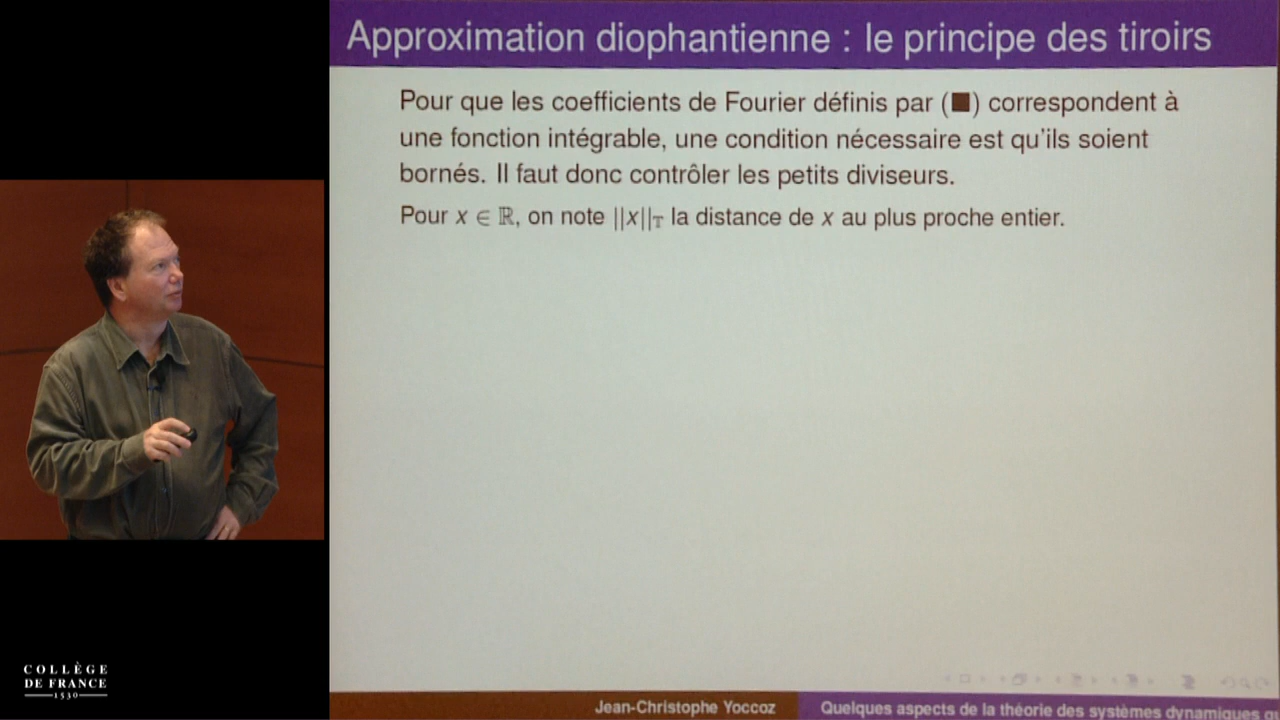 Approximation diophantienne : le principe des tiroirs
Pour que les coefficients de Fourier définis par (■) correspondent à
une fonction intégrable, une condition nécessaire est qu'ils soient
bornés. Il faut donc contrôler les petits diviseurs.
Pour x ∈ ℝ, on note ||x||_𝕋 la distance de x au plus proche entier.
COLLÈGE
DE FRANCE
1530
Jean-Christophe Yoccoz
Quelques aspects de la théorie des systèmes dynamiques